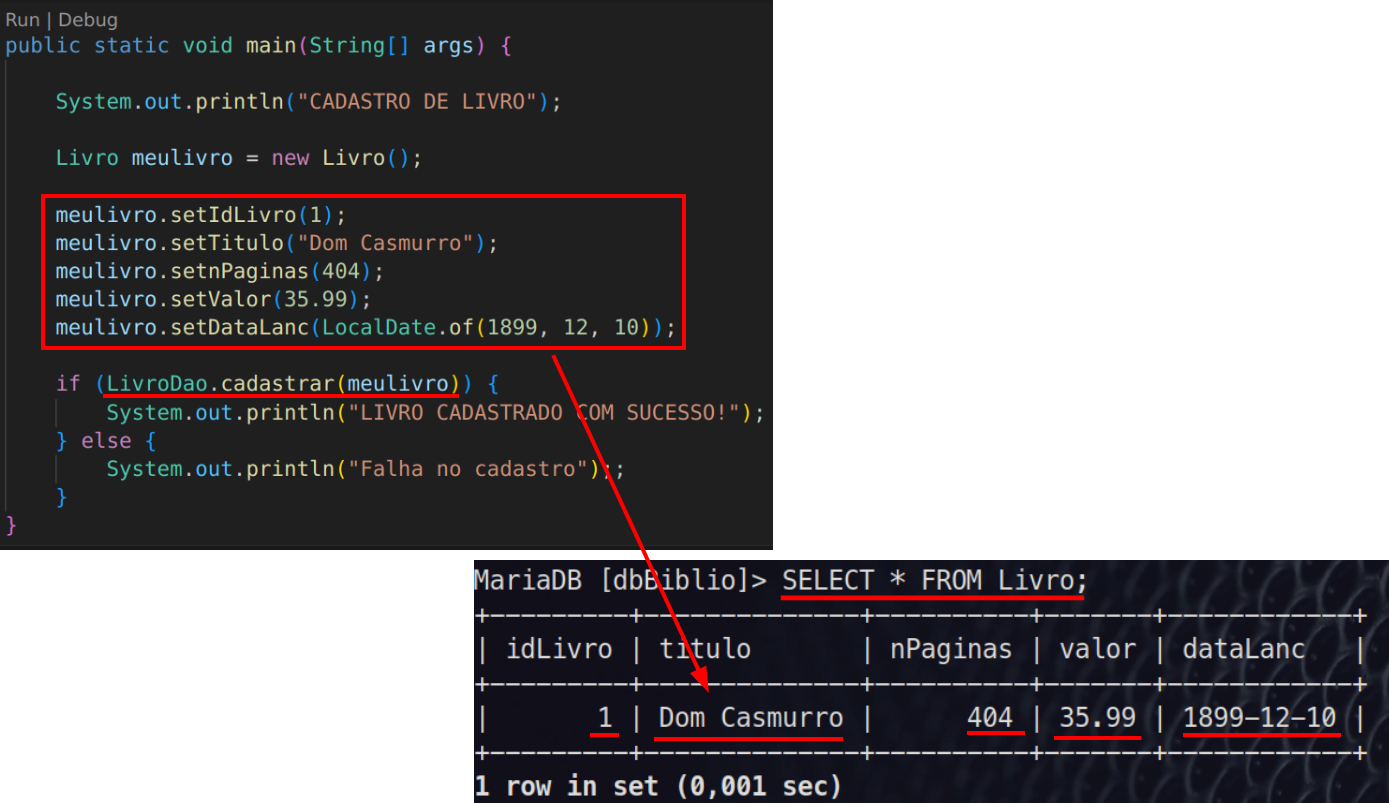 Run | Debug
public static void main(String[] args) {
System.out.println("CADASTRO DE LIVRO");
Livro meulivro = new Livro();
meulivro.setIdLivro(1);
meulivro.setTitulo("Dom Casmurro");
meulivro.setnPaginas(404);
meulivro.setValor(35.99);
meulivro.setDataLanc(LocalDate.of(1899, 12, 10));
if (LivroDao.cadastrar(meulivro)) {
System.out.println("LIVRO CADASTRADO COM SUCESSO!");
} else {
System.out.println("Falha no cadastro");;
}
}
MariaDB [dbBiblio]> SELECT * FROM Livro;
+---------+--------------+----------+-------+------------+
| idLivro | titulo       | nPaginas | valor | dataLanc   |
+---------+--------------+----------+-------+------------+
|       1 | Dom Casmurro |      404 | 35.99 | 1899-12-10 |
+---------+--------------+----------+-------+------------+
1 row in set (0,001 sec)